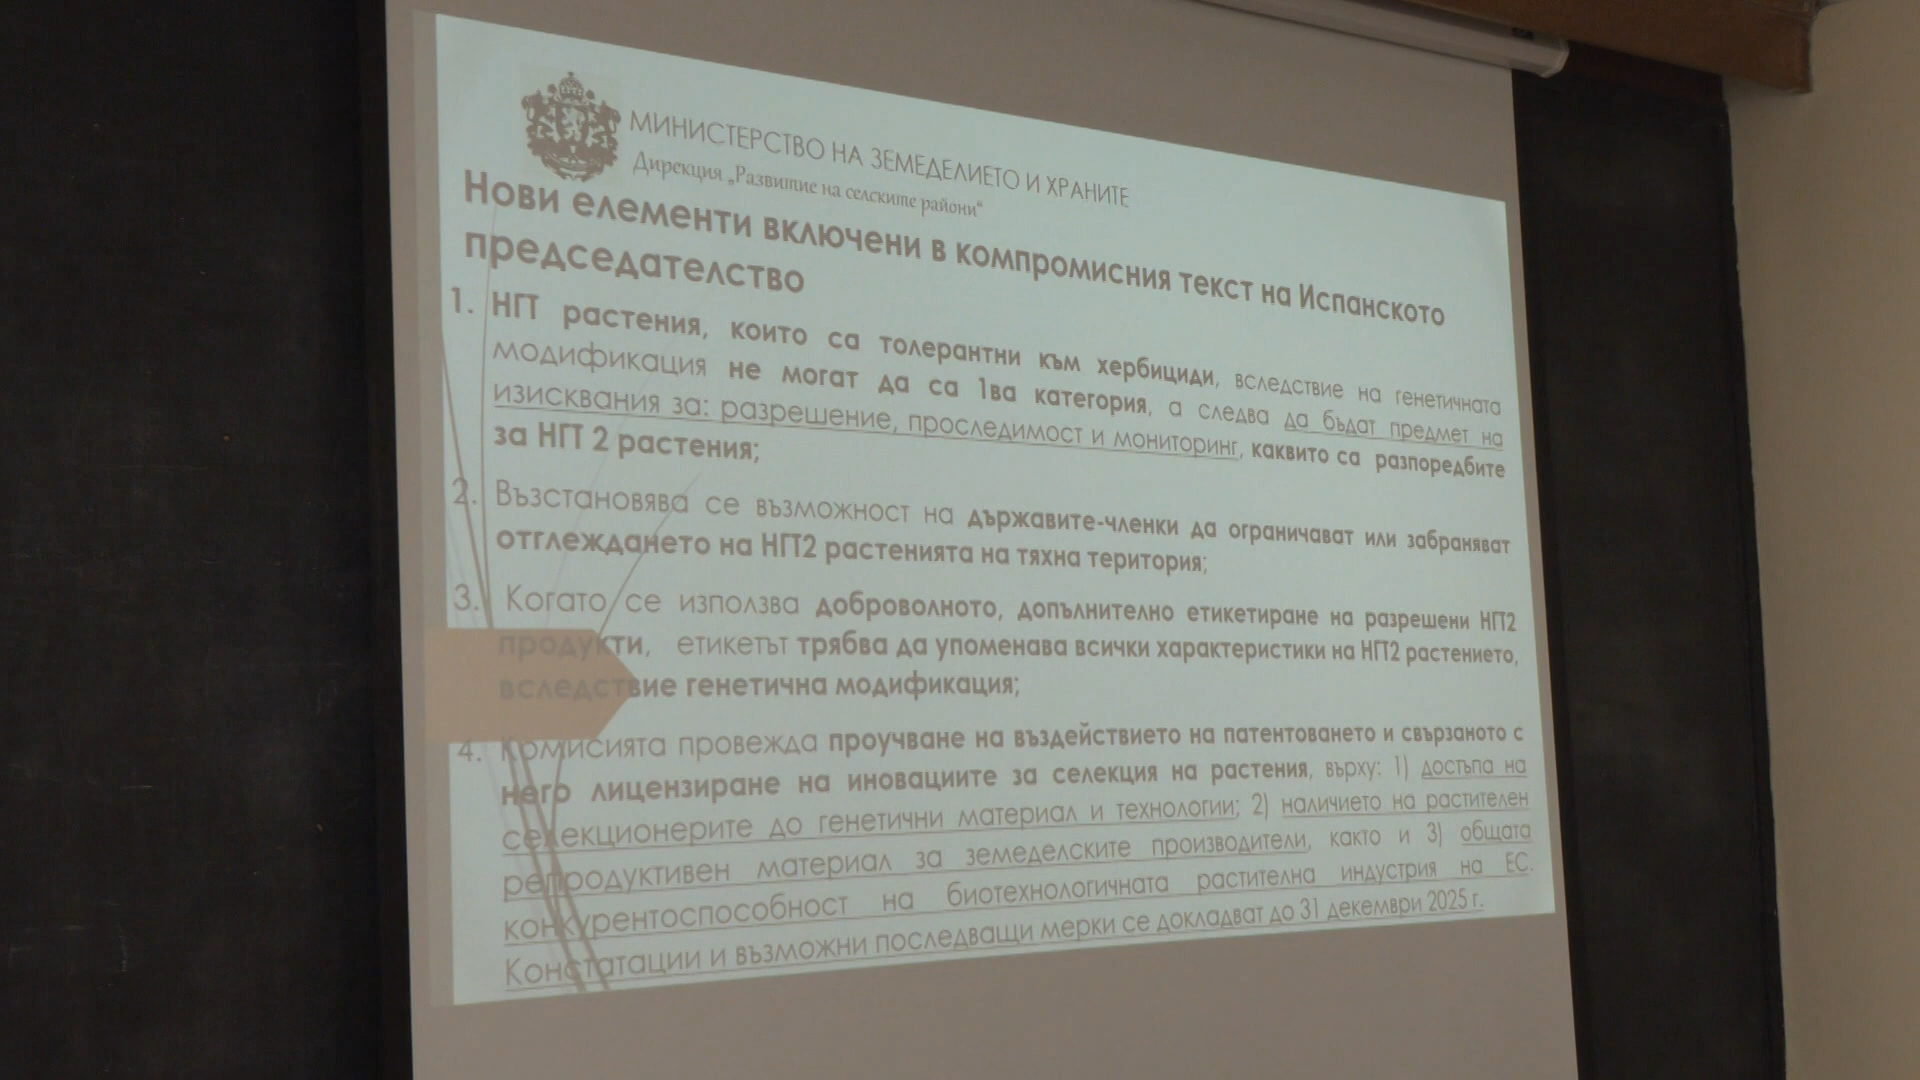 МИНИСТЕРСТВО НА ЗЕМЕДЕЛИЕТО И ХРАНИТЕ
Дирекция „Развитие на селските райони“
Нови елементи включени в компромисния текст на Испанското
председателство
1. НГТ растения, които са толерантни към хербициди, вследствие на генетичната
модификация не могат да са 1ва категория, а следва да бъдат предмет на
изисквания за: разрешение, проследимост и мониторинг, каквито са разпоредбите
за НГТ 2 растения;
2. Възстановява се възможност на държавите-членки да ограничават или забраняват
отглеждането на НГТ2 растенията на тяхна територия;
3. Когато се използва доброволното, допълнително етикетиране на разрешени НГТ2
продукти, етикетът трябва да упоменава всички характеристики на НГТ2 растението,
вследствие генетична модификация;
4. Комисията провежда проучване на въздействието на патентоването и свързаното с
него лицензиране на иновациите за селекция на растения, върху: 1) достъпа на
селекционерите до генетични материал и технологии; 2) наличието на растителен
репродуктивен материал за земеделските производители, както и 3) общата
конкурентоспособност на биотехнологичната растителна индустрия на ЕС.
Констатации и възможни последващи мерки се докладват до 31 декември 2025 г.